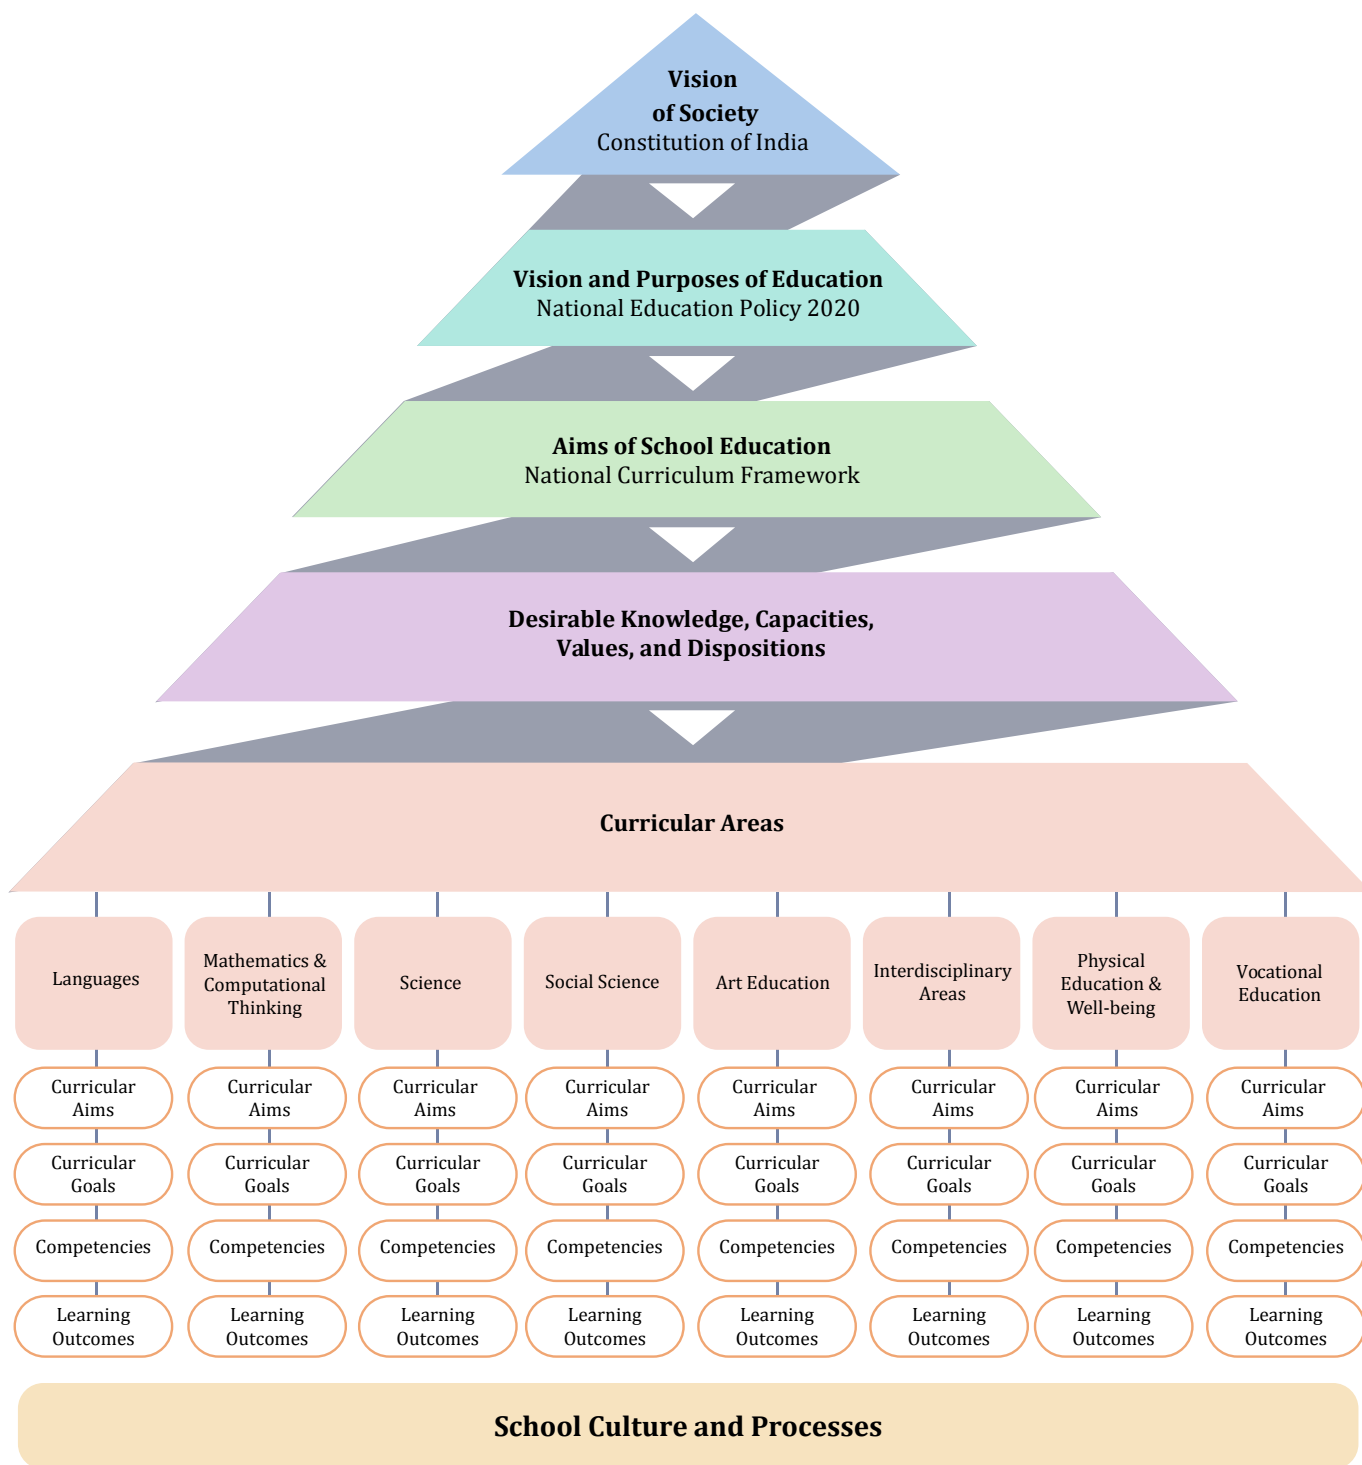 Vision
of Society
Constitution of India
Vision and Purposes of Education
National Education Policy 2020
Aims of School Education
National Curriculum Framework
Desirable Knowledge, Capacities,
Values, and Dispositions
Curricular Areas
Languages
Mathematics &
Computational
Thinking
Science
Social Science
Art Education
Interdisciplinary
Areas
Physical
Education &
Well-being
Vocational
Education
Curricular
Aims
Curricular
Aims
Curricular
Aims
Curricular
Aims
Curricular
Aims
Curricular
Aims
Curricular
Aims
Curricular
Aims
Curricular
Goals
Curricular
Goals
Curricular
Goals
Curricular
Goals
Curricular
Goals
Curricular
Goals
Curricular
Goals
Curricular
Goals
Competencies
Competencies
Competencies
Competencies
Competencies
Competencies
Competencies
Competencies
Learning
Outcomes
Learning
Outcomes
Learning
Outcomes
Learning
Outcomes
Learning
Outcomes
Learning
Outcomes
Learning
Outcomes
Learning
Outcomes
School Culture and Processes